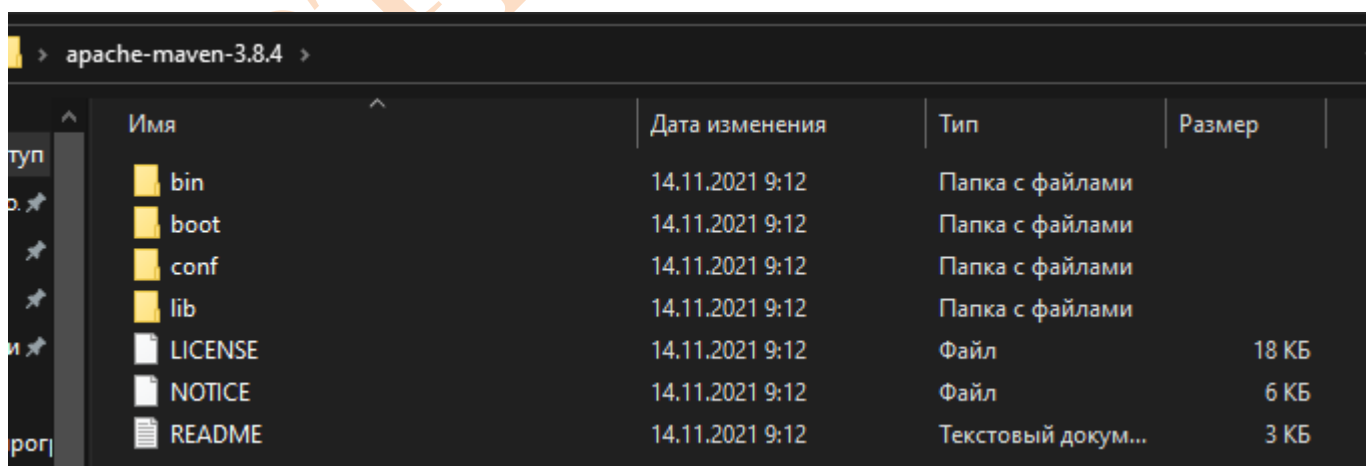 apache-maven-3.8.4
Имя Дата изменения Тип Размер
bin 14.11.2021 9:12 Папка с файлами
boot 14.11.2021 9:12 Папка с файлами
conf 14.11.2021 9:12 Папка с файлами
lib 14.11.2021 9:12 Папка с файлами
LICENSE 14.11.2021 9:12 Файл 18 КБ
NOTICE 14.11.2021 9:12 Файл 6 КБ
README 14.11.2021 9:12 Текстовый докум... 3 КБ